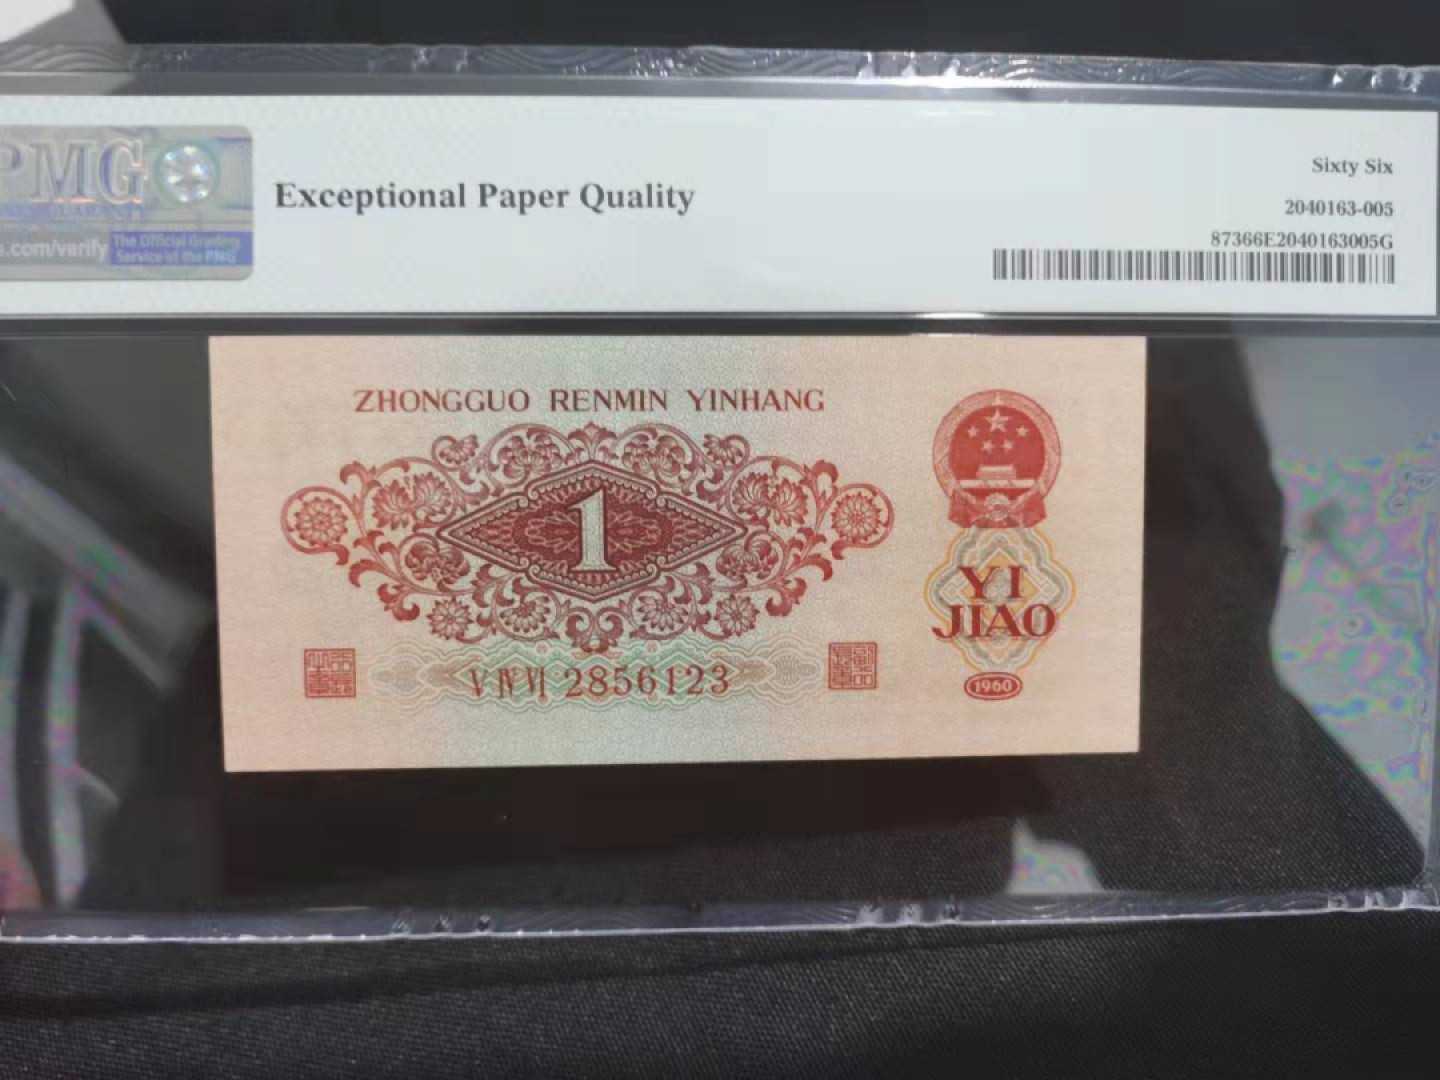 PMG
.com/verify
The Official Grading
Service of the PNG
Exceptional Paper Quality
Sixty Six
2040163-005
87366E2040163005G
ZHONGGUO RENMIN YINHANG
1
YI
JIAO
V IV VI 2856123
1960